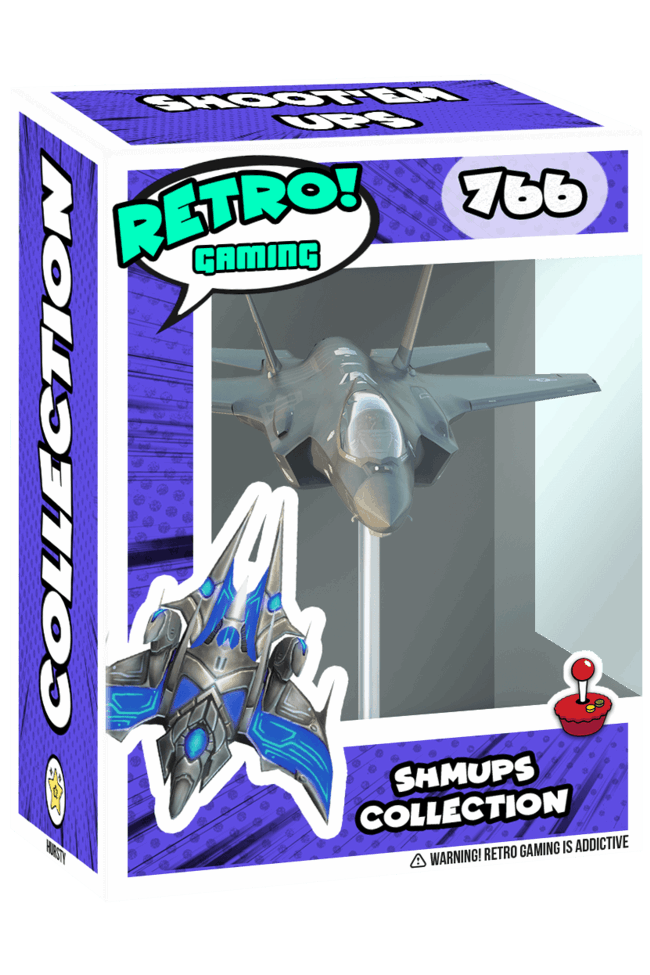 SHOOT'EM
UPS
RETRO!
GAMING
766
COLLECTION
SHMUPS
COLLECTION
⚠ WARNING! RETRO GAMING IS ADDICTIVE
HURSTY